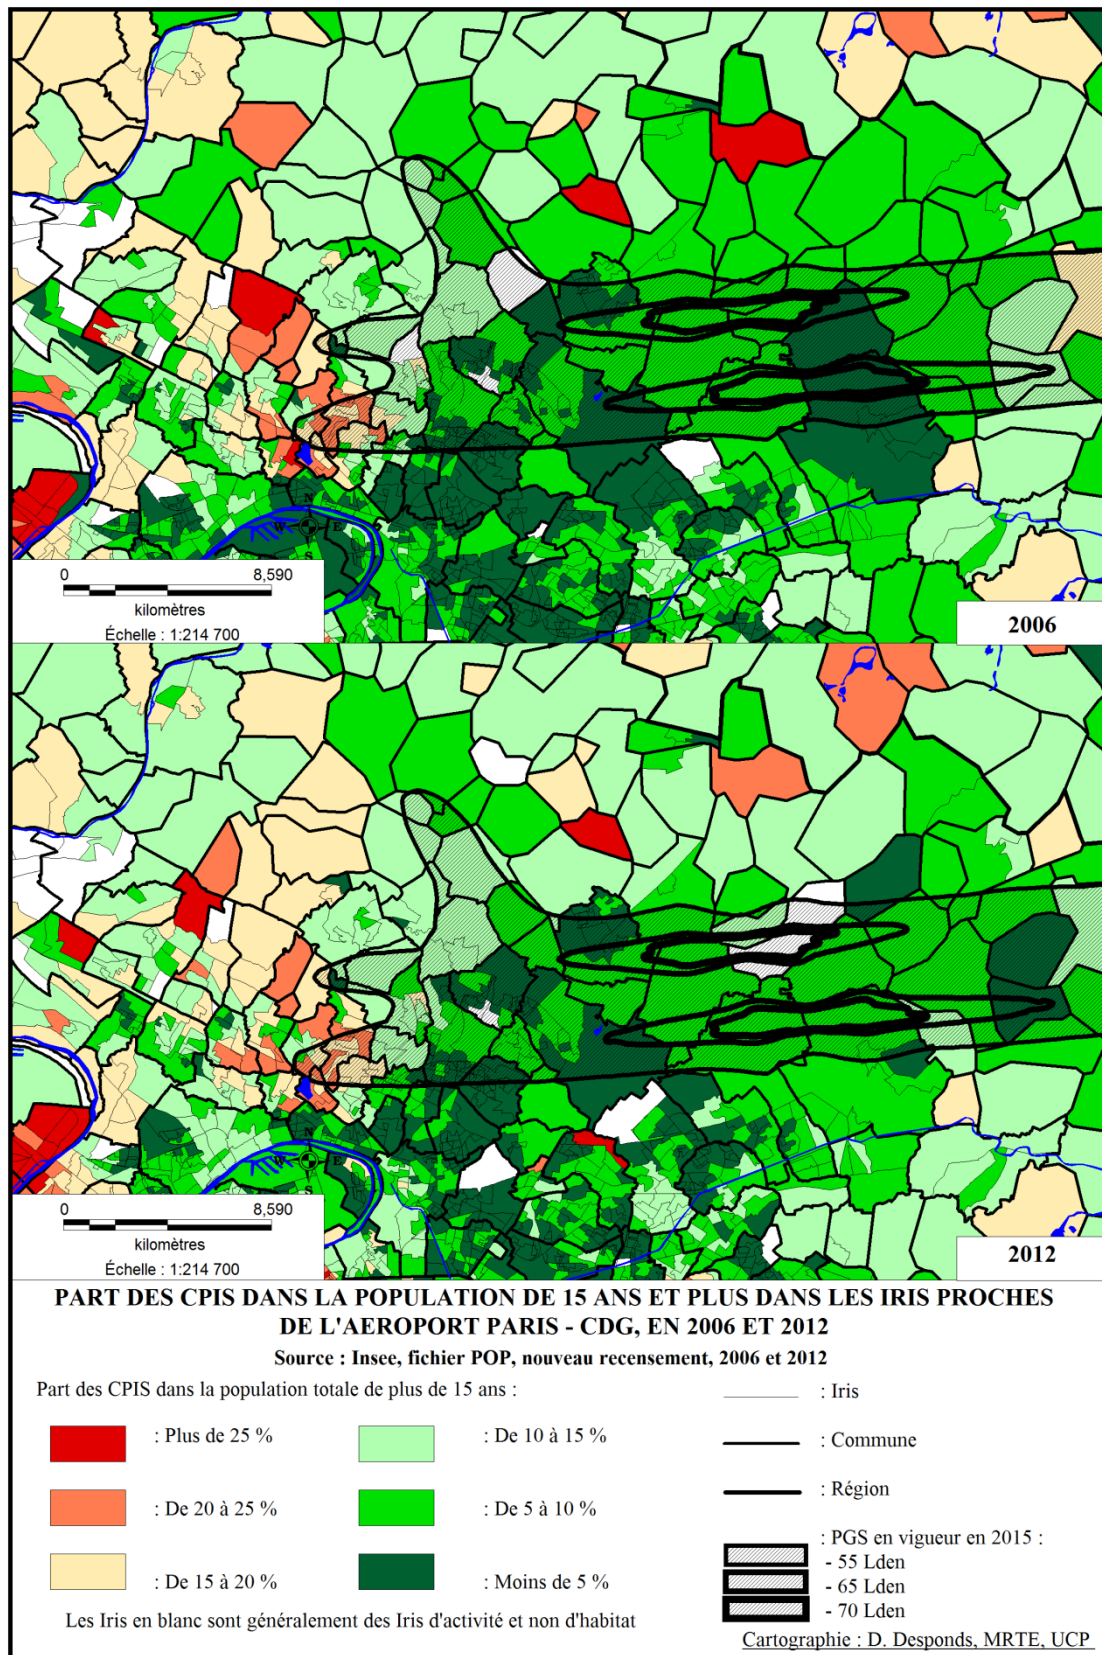 N
W E
S
0 8,590
kilomètres
Échelle : 1:214 700
2006
N
W E
S
0 8,590
kilomètres
Échelle : 1:214 700
2012
PART DES CPIS DANS LA POPULATION DE 15 ANS ET PLUS DANS LES IRIS PROCHES
DE L'AEROPORT PARIS - CDG, EN 2006 ET 2012
Source : Insee, fichier POP, nouveau recensement, 2006 et 2012
Part des CPIS dans la population totale de plus de 15 ans :
: Plus de 25 %
: De 20 à 25 %
: De 15 à 20 %
: De 10 à 15 %
: De 5 à 10 %
: Moins de 5 %
Les Iris en blanc sont généralement des Iris d'activité et non d'habitat
: Iris
: Commune
: Région
: PGS en vigueur en 2015 :
- 55 Lden
- 65 Lden
- 70 Lden
Cartographie : D. Desponds, MRTE, UCP